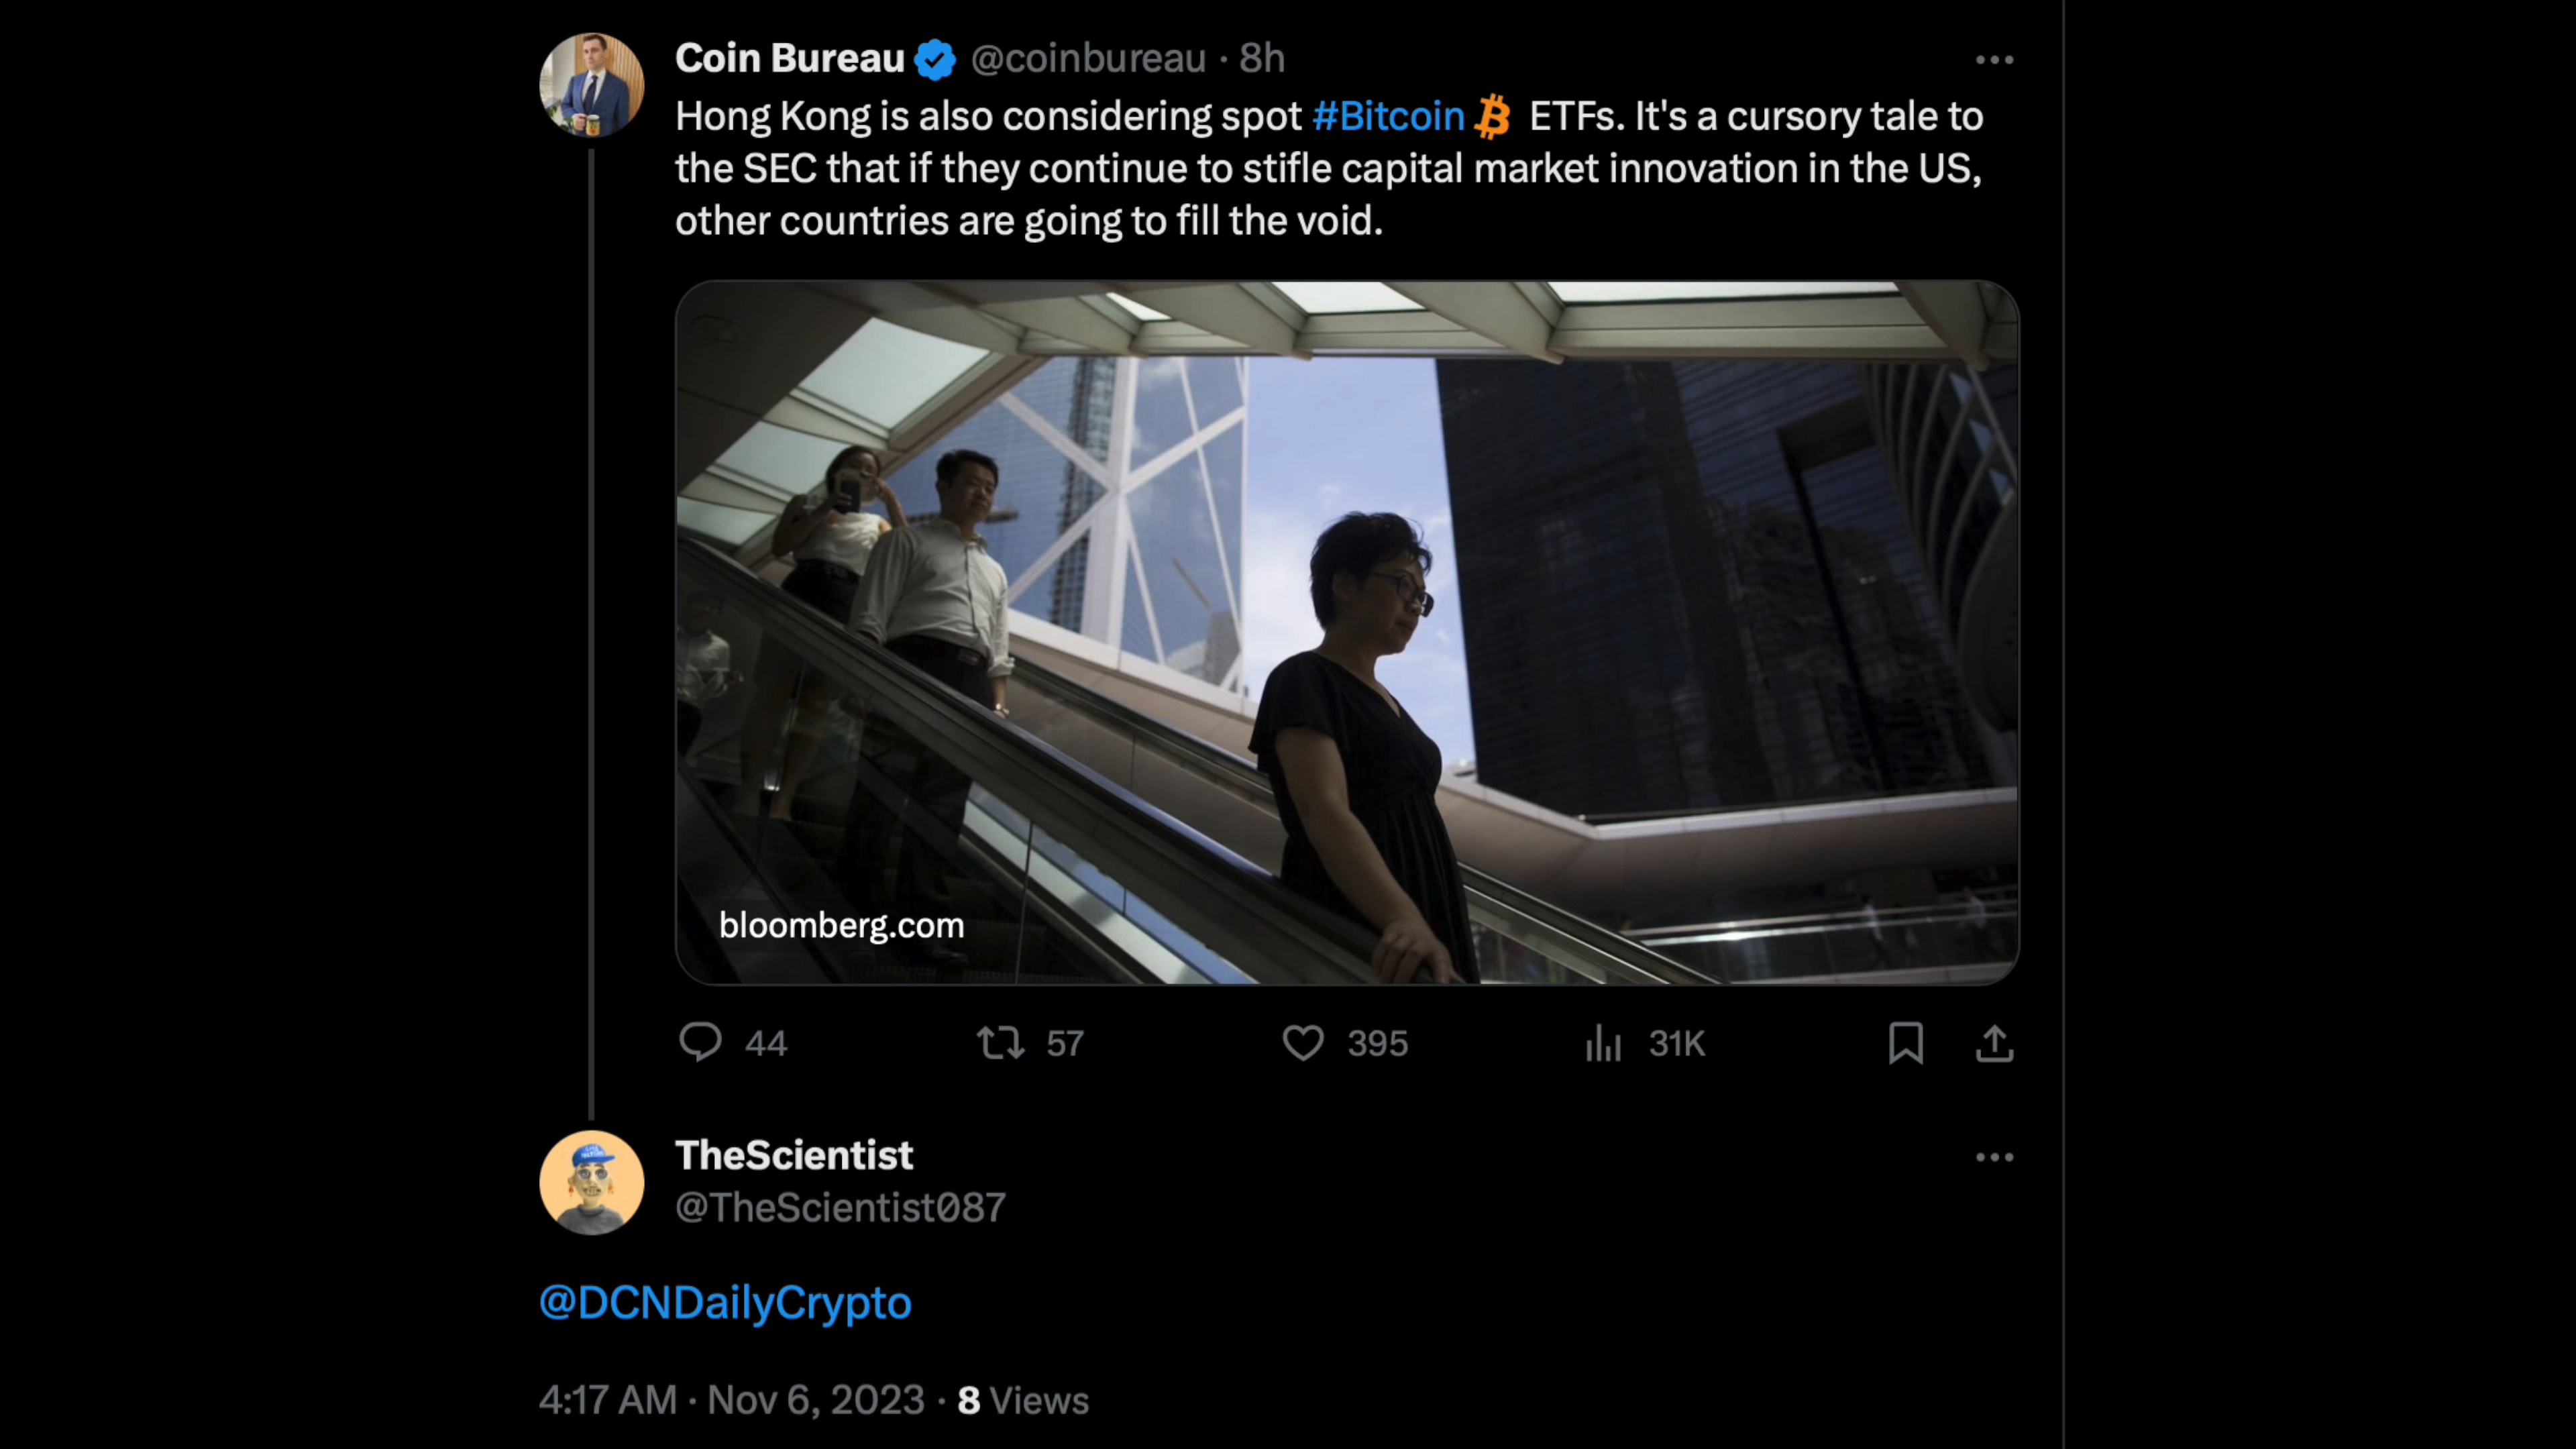 Coin Bureau @coinbureau · 8h
Hong Kong is also considering spot #Bitcoin ETFs. It's a cursory tale to
the SEC that if they continue to stifle capital market innovation in the US,
other countries are going to fill the void.
bloomberg.com
44 57 395 31K
TheScientist
@TheScientist087
@DCNDailyCrypto
4:17 AM · Nov 6, 2023 · 8 Views